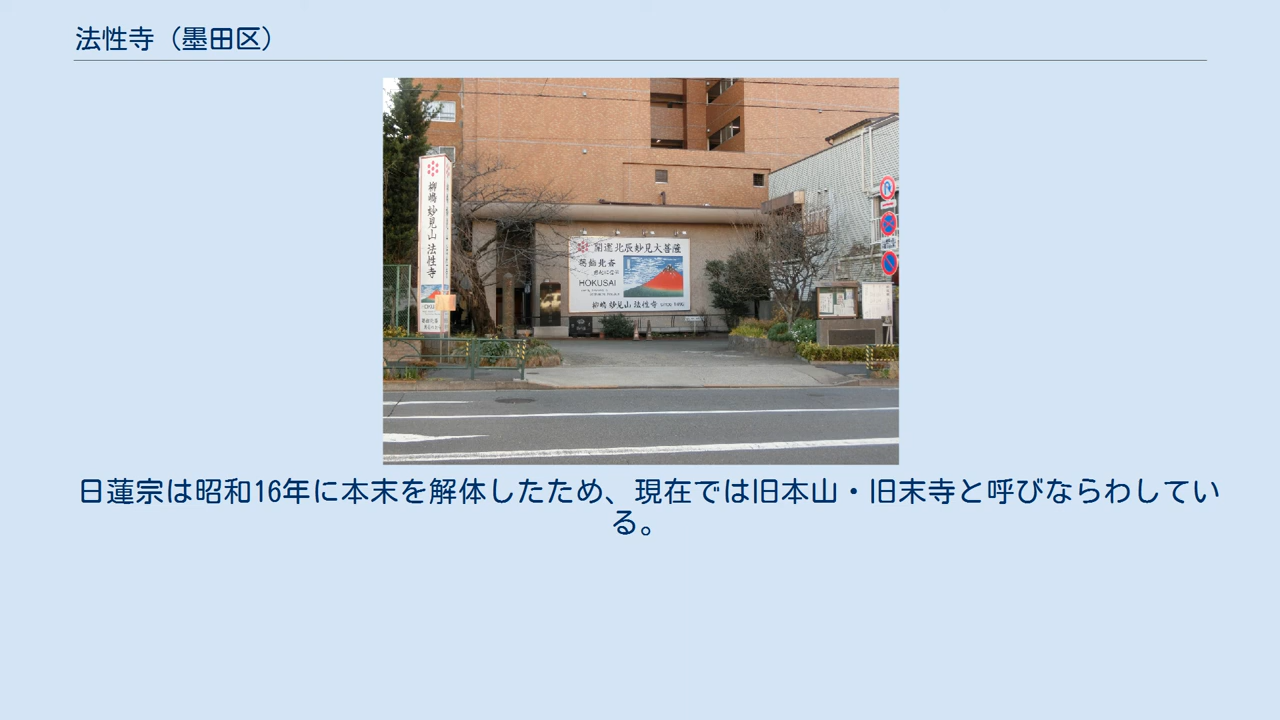 法性寺（墨田区）
柳嶋妙見山法性寺
開運北辰妙見大菩薩
葛飾北斎
HOKUSAI
柳嶋妙見山法性寺 since 1492
日蓮宗は昭和16年に本末を解体したため、現在では旧本山・旧末寺と呼びならわしてい
る。